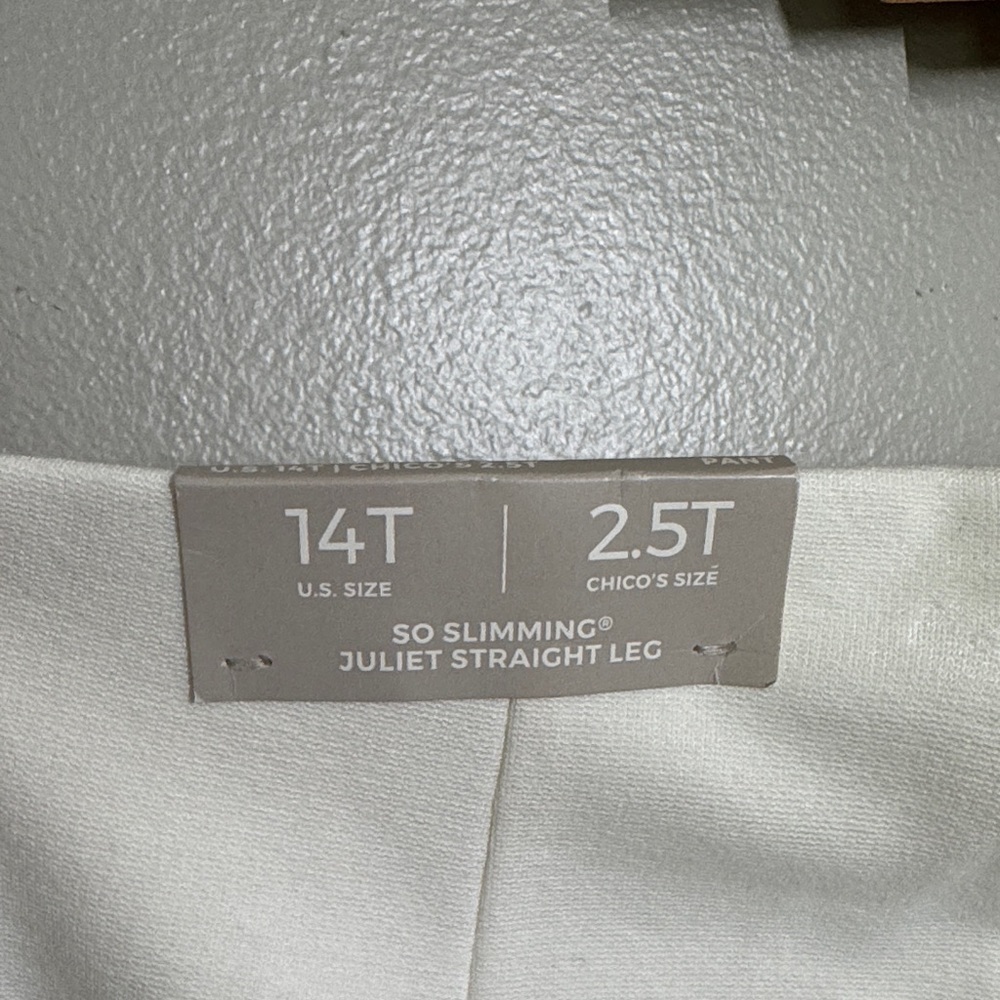 U.S. 14T | CHICO'S 2.5T PANT
14T | 2.5T
U.S. SIZE CHICO'S SIZE
SO SLIMMING®
JULIET STRAIGHT LEG